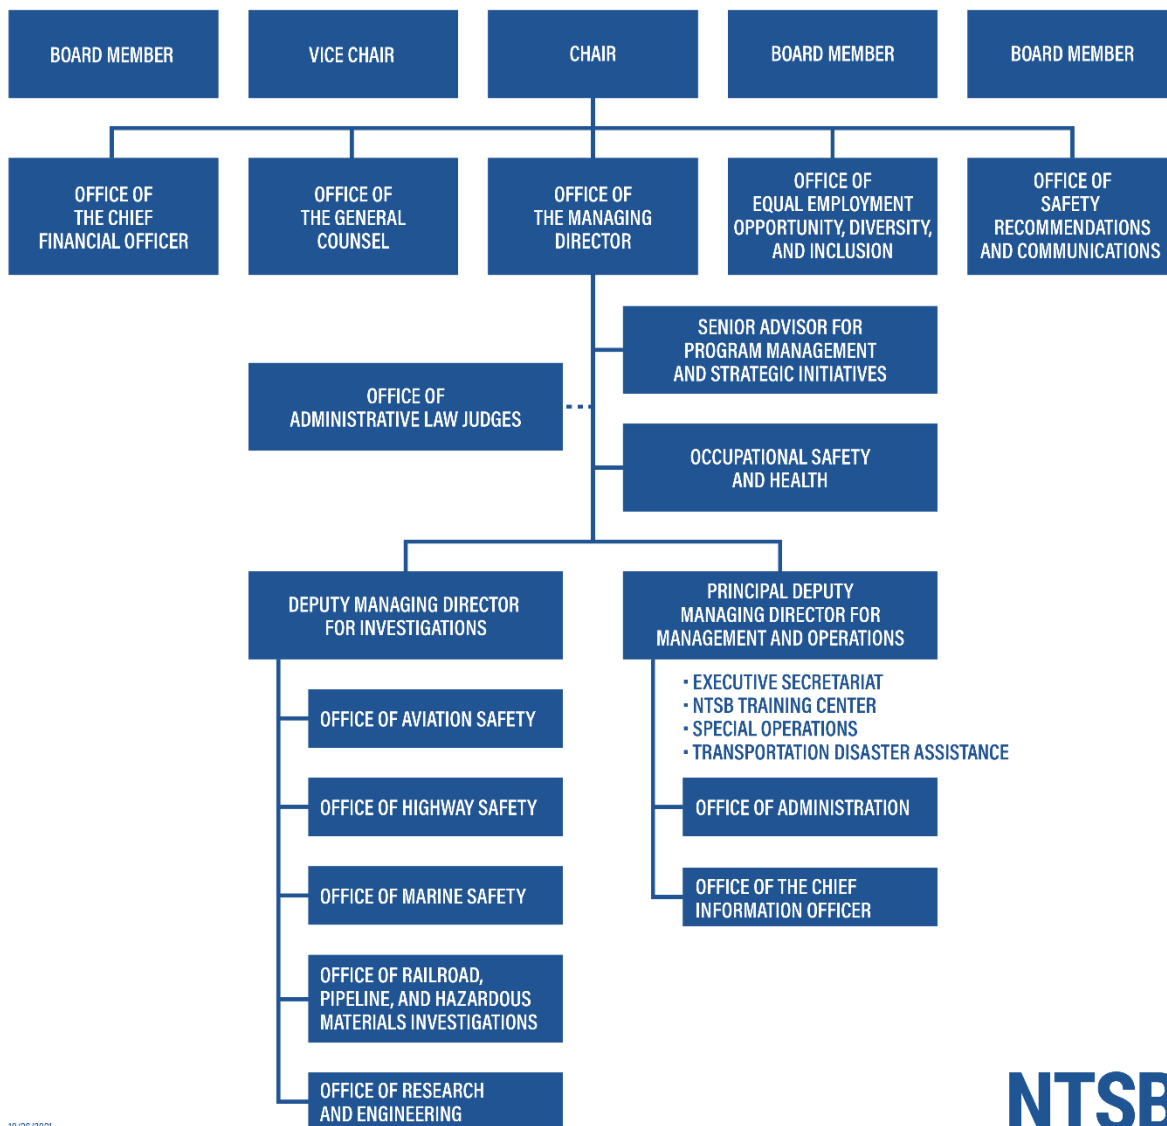 BOARD MEMBER
VICE CHAIR
CHAIR
BOARD MEMBER
BOARD MEMBER
OFFICE OF
THE CHIEF
FINANCIAL OFFICER
OFFICE OF
THE GENERAL
COUNSEL
OFFICE OF
THE MANAGING
DIRECTOR
OFFICE OF
EQUAL EMPLOYMENT
OPPORTUNITY, DIVERSITY,
AND INCLUSION
OFFICE OF
SAFETY
RECOMMENDATIONS
AND COMMUNICATIONS
SENIOR ADVISOR FOR
PROGRAM MANAGEMENT
AND STRATEGIC INITIATIVES
OFFICE OF
ADMINISTRATIVE LAW JUDGES
OCCUPATIONAL SAFETY
AND HEALTH
DEPUTY MANAGING DIRECTOR
FOR INVESTIGATIONS
OFFICE OF AVIATION SAFETY
OFFICE OF HIGHWAY SAFETY
OFFICE OF MARINE SAFETY
OFFICE OF RAILROAD,
PIPELINE, AND HAZARDOUS
MATERIALS INVESTIGATIONS
OFFICE OF RESEARCH
AND ENGINEERING
PRINCIPAL DEPUTY
MANAGING DIRECTOR FOR
MANAGEMENT AND OPERATIONS
▪ EXECUTIVE SECRETARIAT
▪ NTSB TRAINING CENTER
▪ SPECIAL OPERATIONS
▪ TRANSPORTATION DISASTER ASSISTANCE
OFFICE OF ADMINISTRATION
OFFICE OF THE CHIEF
INFORMATION OFFICER
NTSB